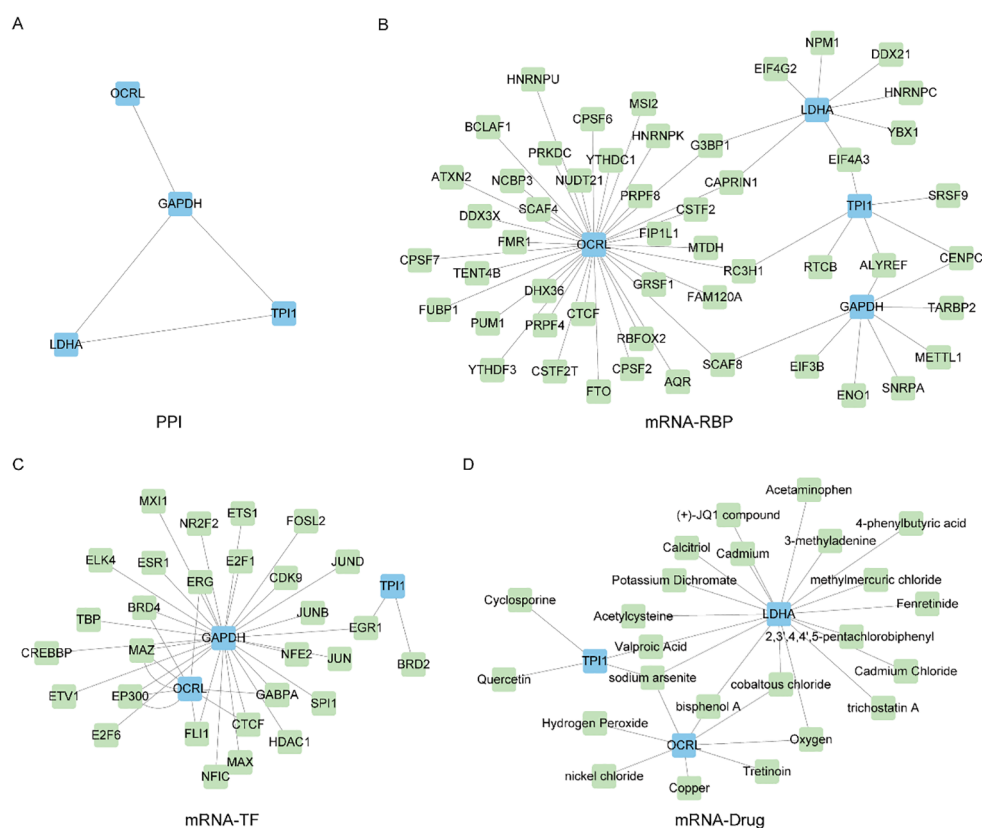 A
OCRL
GAPDH
TPI1
LDHA
PPI
B
NPM1
EIF4G2
DDX21
HNRNPU
MSI2
LDHA
HNRNPC
CPSF6
BCLAF1
HNRNPK
YBX1
PRKDC
YTHDC1
G3BP1
EIF4A3
ATXN2
NCBP3
NUDT21
CAPRIN1
PRPF8
SRSF9
SCAF4
CSTF2
TPI1
DDX3X
FIP1L1
FMR1
OCRL
MTDH
CPSF7
CENPC
TENT4B
RC3H1
RTCB
ALYREF
GRSF1
DHX36
FAM120A
FUBP1
CTCF
GAPDH
TARBP2
PUM1
PRPF4
RBFOX2
METTL1
YTHDF3
CSTF2T
CPSF2
SCAF8
EIF3B
AQR
SNRPA
FTO
ENO1
mRNA-RBP
C
MXI1
ETS1
NR2F2
FOSL2
ELK4
ESR1
E2F1
JUND
ERG
CDK9
TPI1
BRD4
TBP
JUNB
GAPDH
EGR1
CREBBP
MAZ
NFE2
JUN
BRD2
OCRL
ETV1
EP300
GABPA
SPI1
E2F6
FLI1
CTCF
HDAC1
MAX
NFIC
mRNA-TF
D
Acetaminophen
(+)-JQ1 compound
4-phenylbutyric acid
Calcitriol
3-methyladenine
Cadmium
Potassium Dichromate
methylmercuric chloride
Cyclosporine
Acetylcysteine
LDHA
Fenretinide
2,3',4,4',5-pentachlorobiphenyl
Valproic Acid
TPI1
Quercetin
sodium arsenite
cobaltous chloride
Cadmium Chloride
bisphenol A
trichostatin A
Hydrogen Peroxide
OCRL
Oxygen
nickel chloride
Tretinoin
Copper
mRNA-Drug